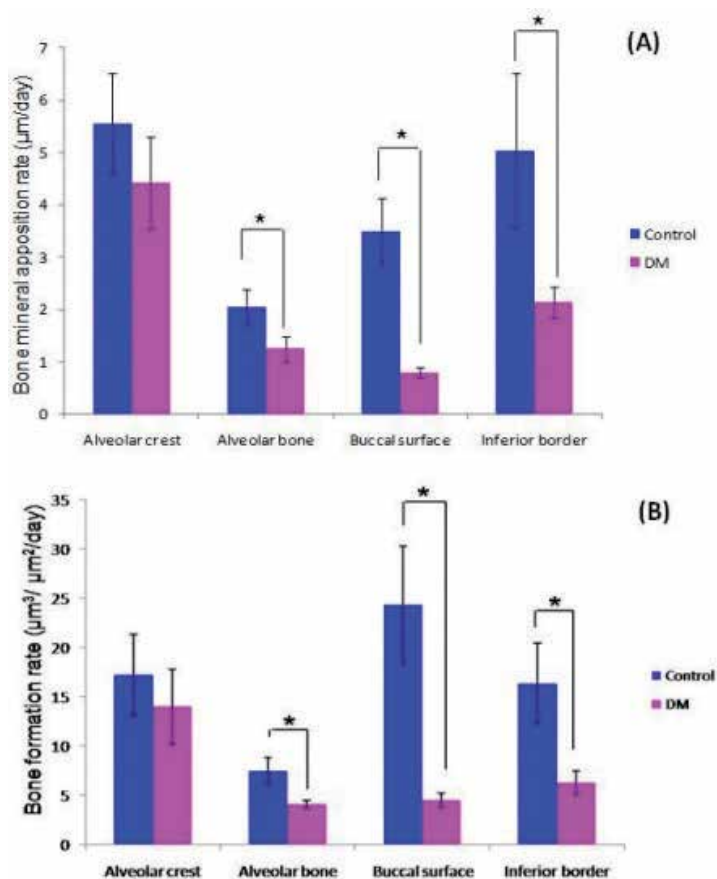 (A)
Bone mineral apposition rate (µm/day)
7
6
5
4
3
2
1
0
*
*
*
Control
DM
Alveolar crest Alveolar bone Buccal surface Inferior border
(B)
Bone formation rate (µm³/ µm²/day)
35
30
25
20
15
10
5
0
*
*
*
Control
DM
Alveolar crest Alveolar bone Buccal surface Inferior border